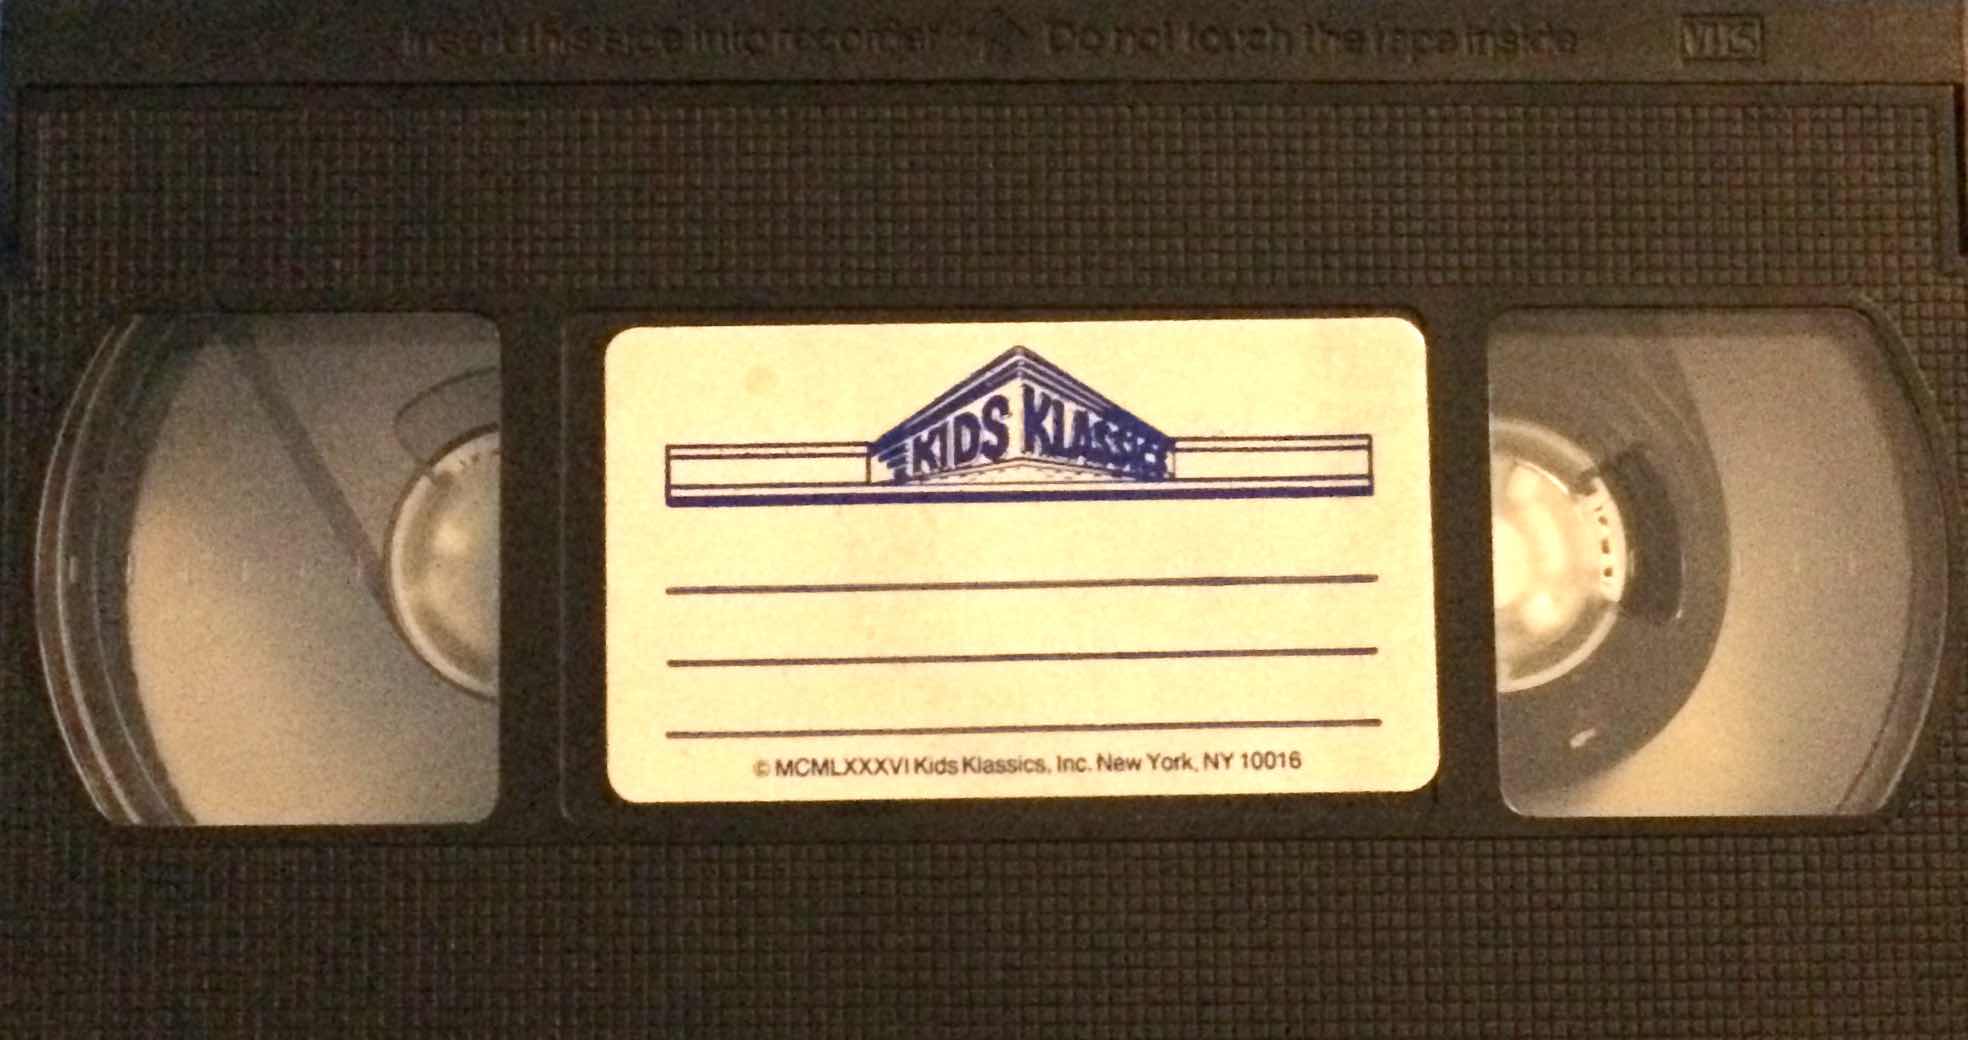 Insert this side into recorder Do not touch the tape inside VHS
KIDS KLASSICS
© MCMLXXXVI Kids Klassics, Inc. New York, NY 10016